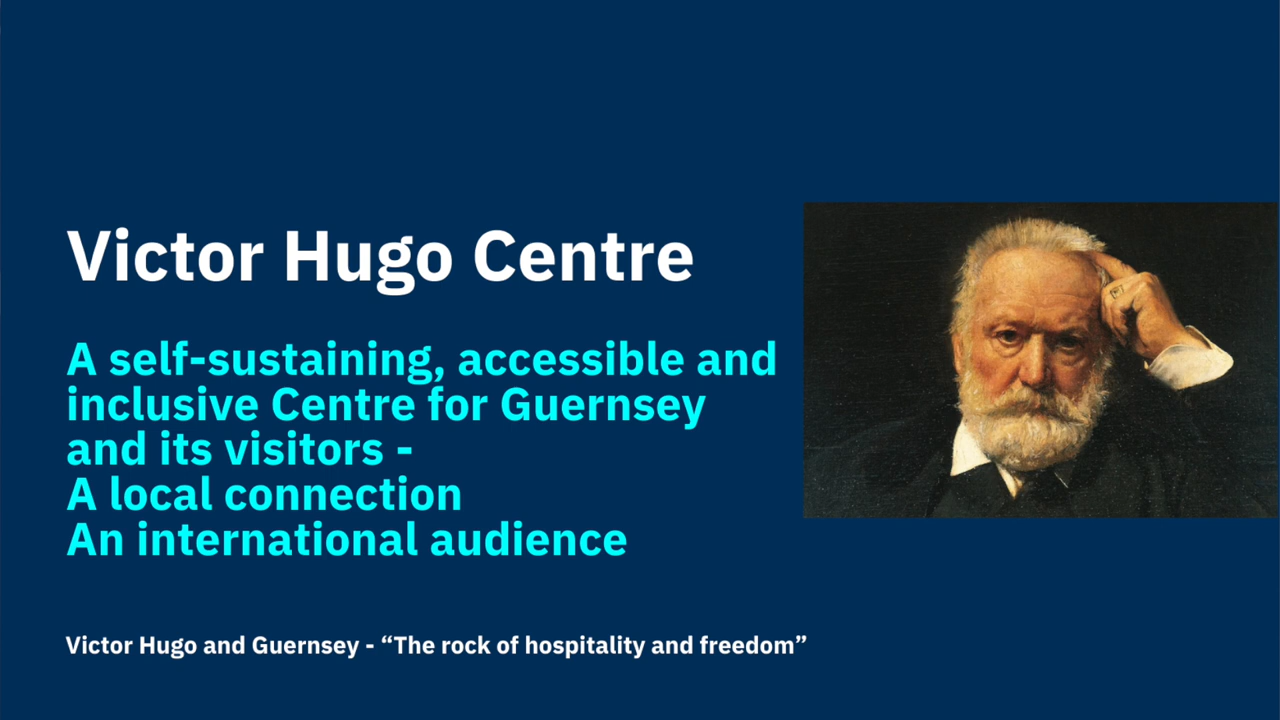 Victor Hugo Centre
A self-sustaining, accessible and
inclusive Centre for Guernsey
and its visitors -
A local connection
An international audience
Victor Hugo and Guernsey - “The rock of hospitality and freedom”